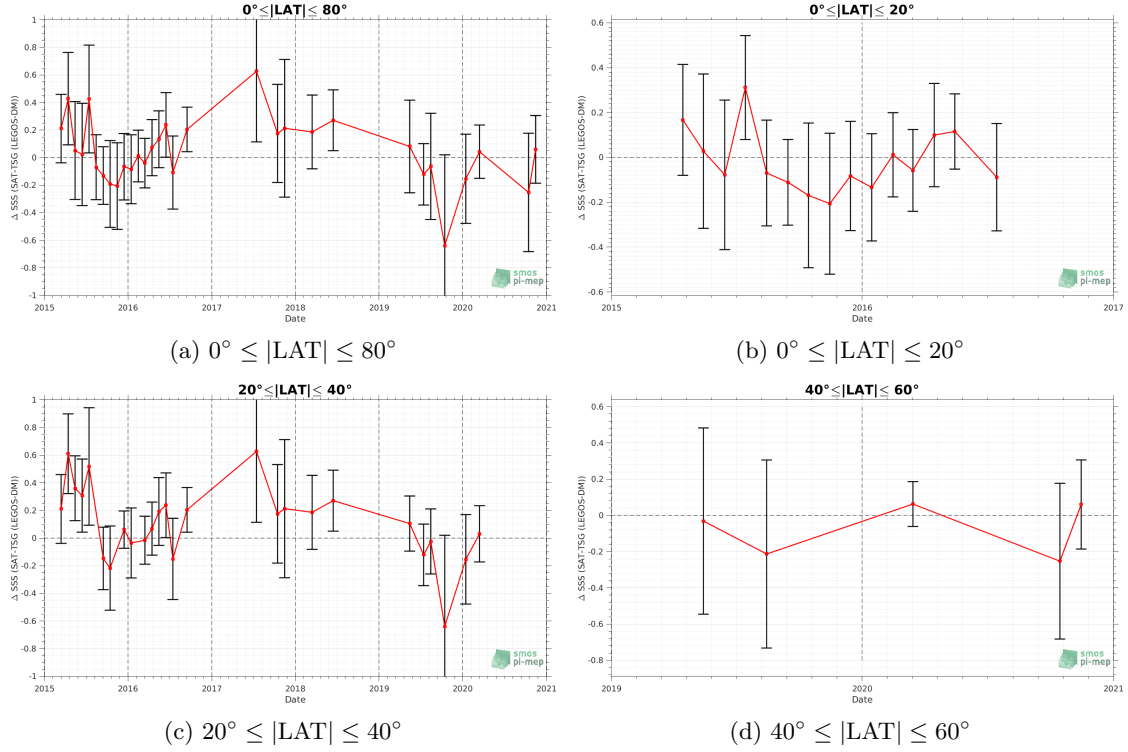 0°≤|LAT|≤ 80°
Δ SSS (SAT-TSG (LEGOS-DM))
1
0.8
0.6
0.4
0.2
0
-0.2
-0.4
-0.6
-0.8
-1
2015 2016 2017 2018 2019 2020 2021
Date
smos
pi-mep
(a) 0° ≤ |LAT| ≤ 80°
0°≤|LAT|≤ 20°
Δ SSS (SAT-TSG (LEGOS-DM))
0.6
0.4
0.2
0
-0.2
-0.4
-0.6
2015 2016 2017
Date
smos
pi-mep
(b) 0° ≤ |LAT| ≤ 20°
20°≤|LAT|≤ 40°
Δ SSS (SAT-TSG (LEGOS-DM))
1
0.8
0.6
0.4
0.2
0
-0.2
-0.4
-0.6
-0.8
-1
2015 2016 2017 2018 2019 2020 2021
Date
smos
pi-mep
(c) 20° ≤ |LAT| ≤ 40°
40°≤|LAT|≤ 60°
Δ SSS (SAT-TSG (LEGOS-DM))
0.6
0.4
0.2
0
-0.2
-0.4
-0.6
-0.8
2019 2020 2021
Date
smos
pi-mep
(d) 40° ≤ |LAT| ≤ 60°